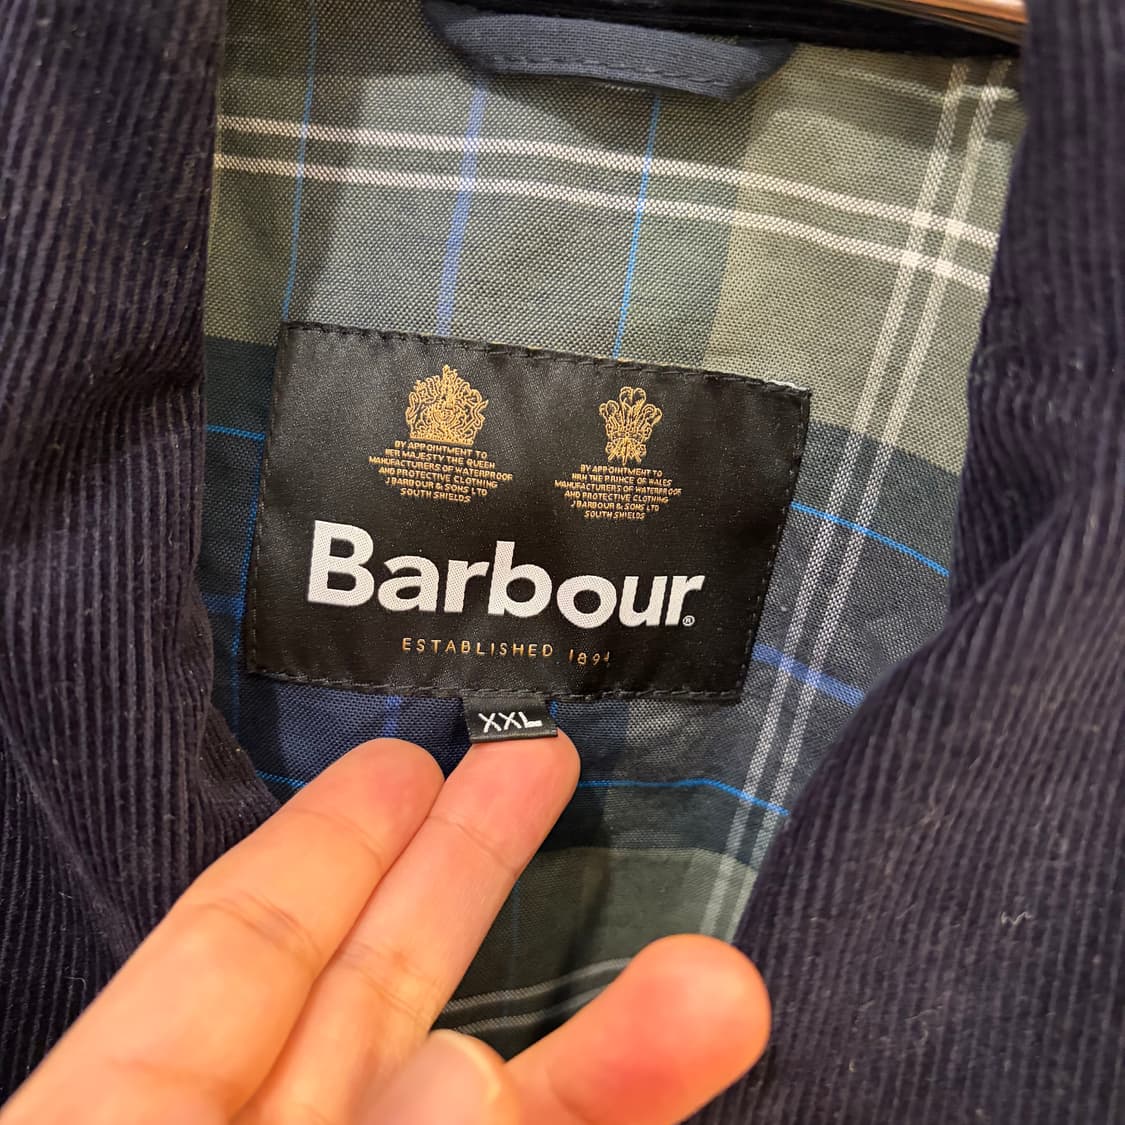 BY APPOINTMENT TO
HER MAJESTY THE QUEEN
MANUFACTURERS OF WATERPROOF
AND PROTECTIVE CLOTHING
J.BARBOUR & SONS LTD
SOUTH SHIELDS
BY APPOINTMENT TO
HRH THE PRINCE OF WALES
MANUFACTURERS OF WATERPROOF
AND PROTECTIVE CLOTHING
J.BARBOUR & SONS LTD
SOUTH SHIELDS
Barbour®
ESTABLISHED 1894
XXL